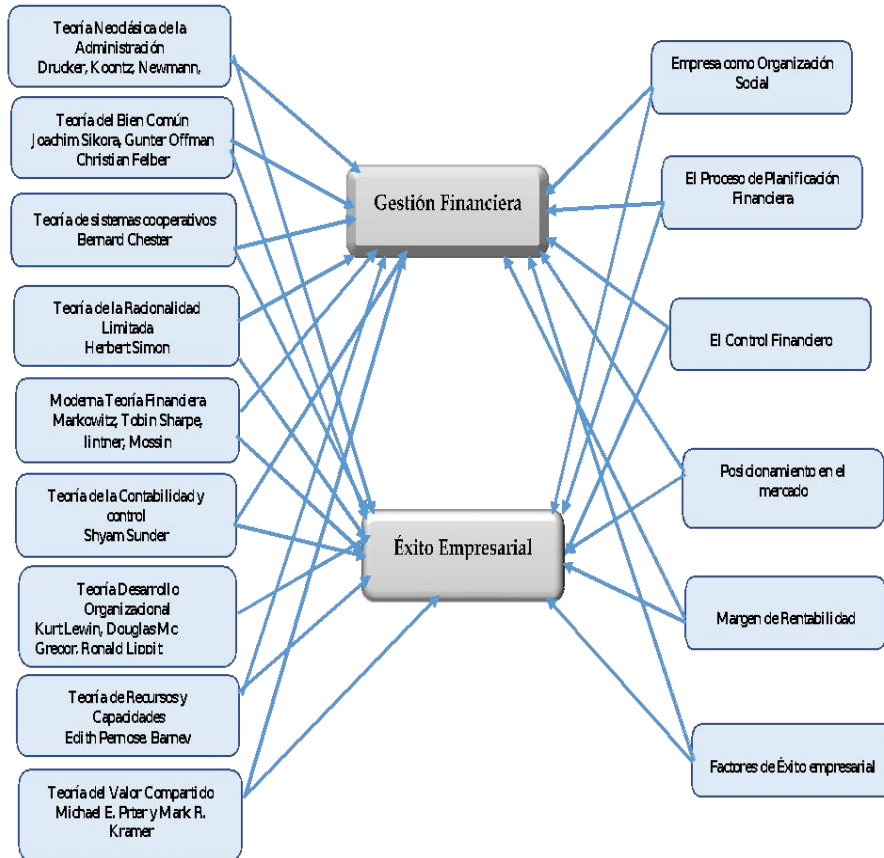 Teoría Neoclásica de la
Administración
Drucker, Koontz, Newmann,
Teoría del Bien Común
Joachim Sikora, Gunter Offman
Christian Felber
Teoría de sistemas cooperativos
Bernard Chester
Teoría de la Racionalidad
Limitada
Herbert Simon
Moderna Teoría Financiera
Markowitz, Tobin Sharpe,
lintner, Mossin
Teoría de la Contabilidad y
control
Shyam Sunder
Teoría Desarrollo
Organizacional
Kurt Lewin, Douglas Mc
Gregor, Ronald Lippit
Teoría de Recursos y
Capacidades
Edith Pernose, Barney
Teoría del Valor Compartido
Michael E. Prter y Mark R.
Kramer
Gestión Financiera
Éxito Empresarial
Empresa como Organización
Social
El Proceso de Planificación
Financiera
El Control Financiero
Posicionamiento en el
mercado
Margen de Rentabilidad
Factores de Éxito empresarial